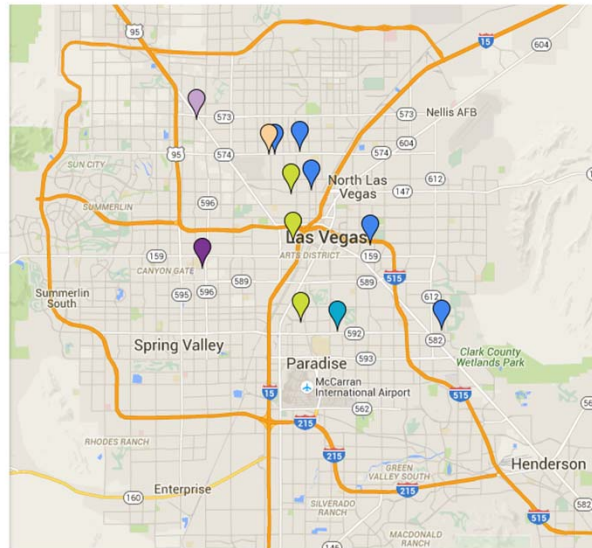 95
15
604
573
573
Nellis AFB
604
95
574
574
SUN CITY
612
North Las
Vegas
147
596
SUMMERLIN
Las Vegas
159
ARTS DISTRICT
159
CANYON GATE
589
589
515
Summerlin
South
595
596
612
592
582
Spring Valley
593
Paradise
Clark County
Wetlands Park
McCarran
International Airport
15
515
562
215
RHODES RANCH
215
GREEN
VALLEY SOUTH
Henderson
160
Enterprise
215
SILVERADO
RANCH
582
515
MACDONALD
RANCH